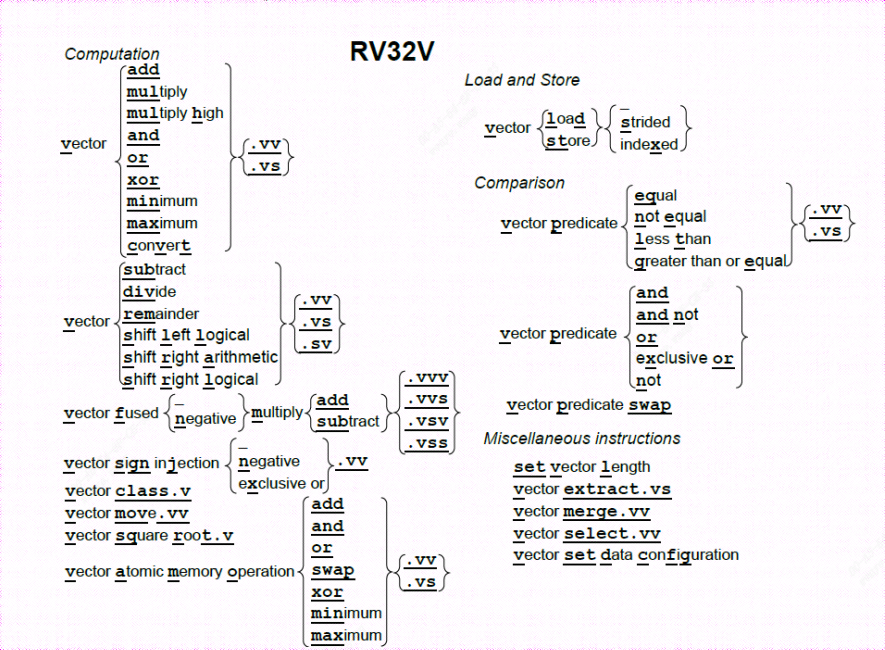 RV32V
Computation
vector
add
multiply
multiply high
and
or
xor
minimum
maximum
convert
.vv
.vs
vector
subtract
divide
remainder
shift left logical
shift right arithmetic
shift right logical
.vv
.vs
.sv
vector fused
–
negative
multiply
add
subtract
.vvv
.vvs
.vsv
.vss
vector sign injection
–
negative
exclusive or
.vv
vector class.v
vector move.vv
vector square root.v
vector atomic memory operation
add
and
or
swap
xor
minimum
maximum
.vv
.vs
Load and Store
vector
load
store
–
strided
indexed
Comparison
vector predicate
equal
not equal
less than
greater than or equal
.vv
.vs
vector predicate
and
and not
or
exclusive or
not
vector predicate swap
Miscellaneous instructions
set vector length
vector extract.vs
vector merge.vv
vector select.vv
vector set data configuration